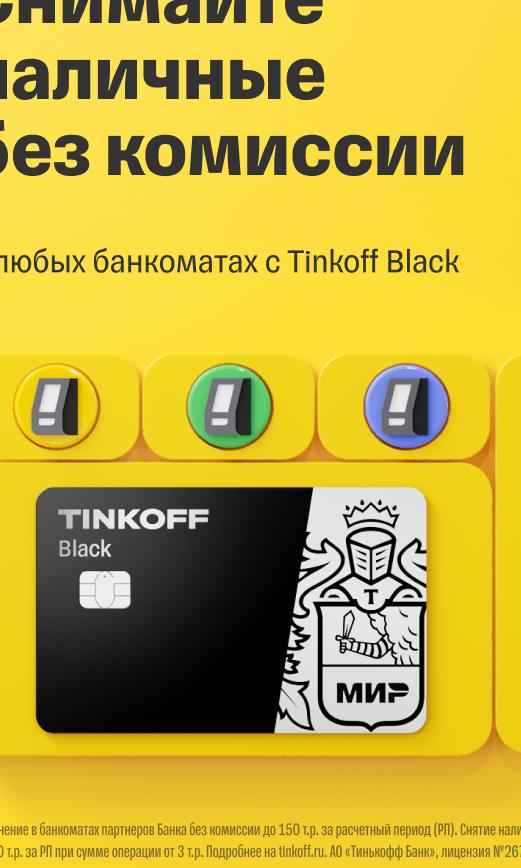 снимайте
наличные
без комиссии
любых банкоматах с Tinkoff Black
TINKOFF
Black
Т
МИР
нение в банкоматах партнеров Банка без комиссии до 150 т.р. за расчетный период (РП). Снятие нали
0 т.р. за РП при сумме операции от 3 т.р. Подробнее на tinkoff.ru. АО «Тинькофф Банк», лицензия №26